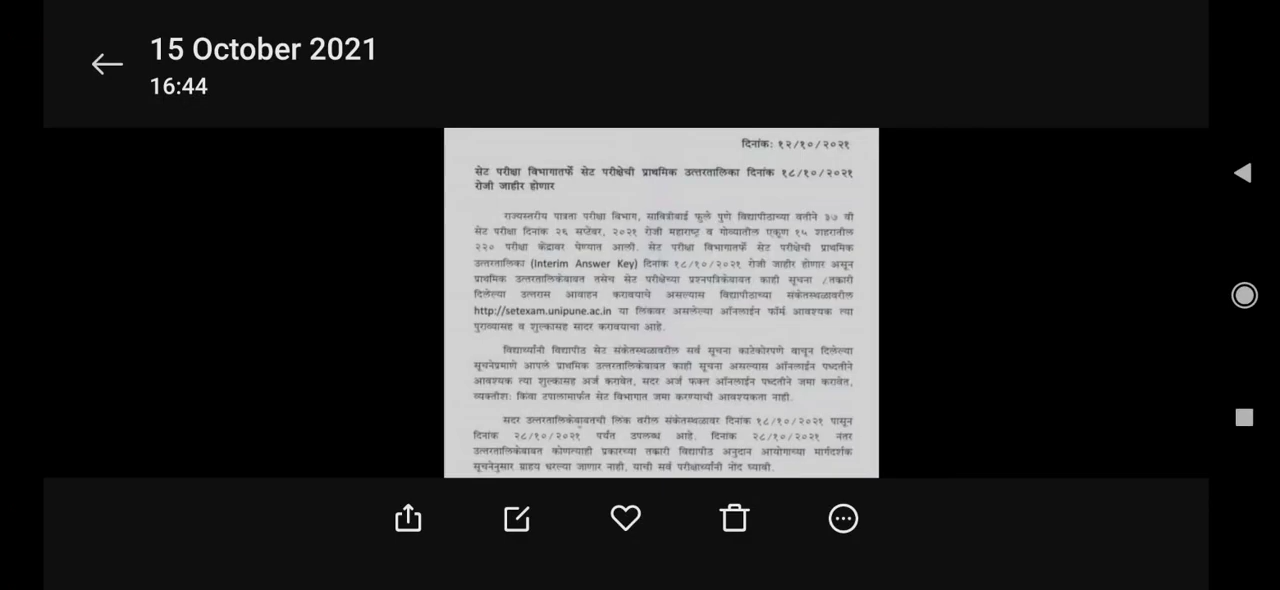 15 October 2021
16:44
दिनांक: १२/१०/२०२१
सेट परीक्षा विभागातर्फे सेट परीक्षेची प्राथमिक उत्तरतालिका दिनांक १८/१०/२०२१
रोजी जाहीर होणार
राज्यस्तरीय पात्रता परीक्षा विभाग, सावित्रीबाई फुले पुणे विद्यापीठाच्या वतीने ३७ वी
सेट परीक्षा दिनांक २६ सप्टेंबर, २०२१ रोजी महाराष्ट्र व गोव्यातील एकूण १५ शहरातील
२२० परीक्षा केंद्रावर घेण्यात आली. सेट परीक्षा विभागातर्फे सेट परीक्षेची प्राथमिक
उत्तरतालिका (Interim Answer Key) दिनांक १८/१०/२०२१ रोजी जाहीर होणार असून
प्राथमिक उत्तरतालिकेबाबत तसेच सेट परीक्षेच्या प्रश्नपत्रिकेबाबत काही सूचना /तक्रारी
दिलेल्या उत्तरास आवाहन करावयाचे असल्यास विद्यापीठाच्या संकेतस्थळावरील
http://setexam.unipune.ac.in या लिंकवर असलेल्या ऑनलाईन फॉर्म आवश्यक त्या
पुराव्यासह व शुल्कासह सादर करावयाचा आहे.
विद्यार्थ्यांनी विद्यापीठ सेट संकेतस्थळावरील सर्व सूचना काटेकोरपणे वाचून दिलेल्या
सूचनेप्रमाणे आपले प्राथमिक उत्तरतालिकेबाबत काही सूचना असल्यास ऑनलाईन पध्दतीने
आवश्यक त्या शुल्कासह अर्ज करावेत, सदर अर्ज फक्त ऑनलाईन पध्दतीने जमा करावेत,
व्यक्तीशः किंवा टपालामार्फत सेट विभागात जमा करण्याची आवश्यकता नाही.
सदर उत्तरतालिकेबाबतची लिंक वरील संकेतस्थळावर दिनांक १८/१०/२०२१ पासून
दिनांक २८/१०/२०२१ पर्यंत उपलब्ध आहे. दिनांक २८/१०/२०२१ नंतर
उत्तरतालिकेबाबत कोणत्याही प्रकारच्या तक्रारी विद्यापीठ अनुदान आयोगाच्या मार्गदर्शक
सूचनेनुसार ग्राहय धरल्या जाणार नाही, याची सर्व परीक्षार्थ्यांनी नोंद घ्यावी.